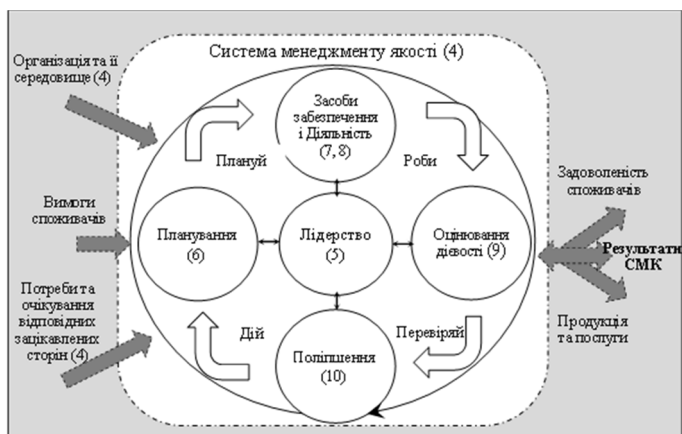 Система менеджменту якості (4)
Організація та її
середовище (4)
Вимоги
споживачів
Потреби та
очікування
відповідних
зацікавлених
сторін (4)
Засоби
забезпечення
і Діяльність
(7, 8)
Плануй
Роби
Планування
(6)
Лідерство
(5)
Оцінювання
дієвості (9)
Дій
Перевіряй
Поліпшення
(10)
Задоволеність
споживачів
Результати
СМК
Продукція
та послуги